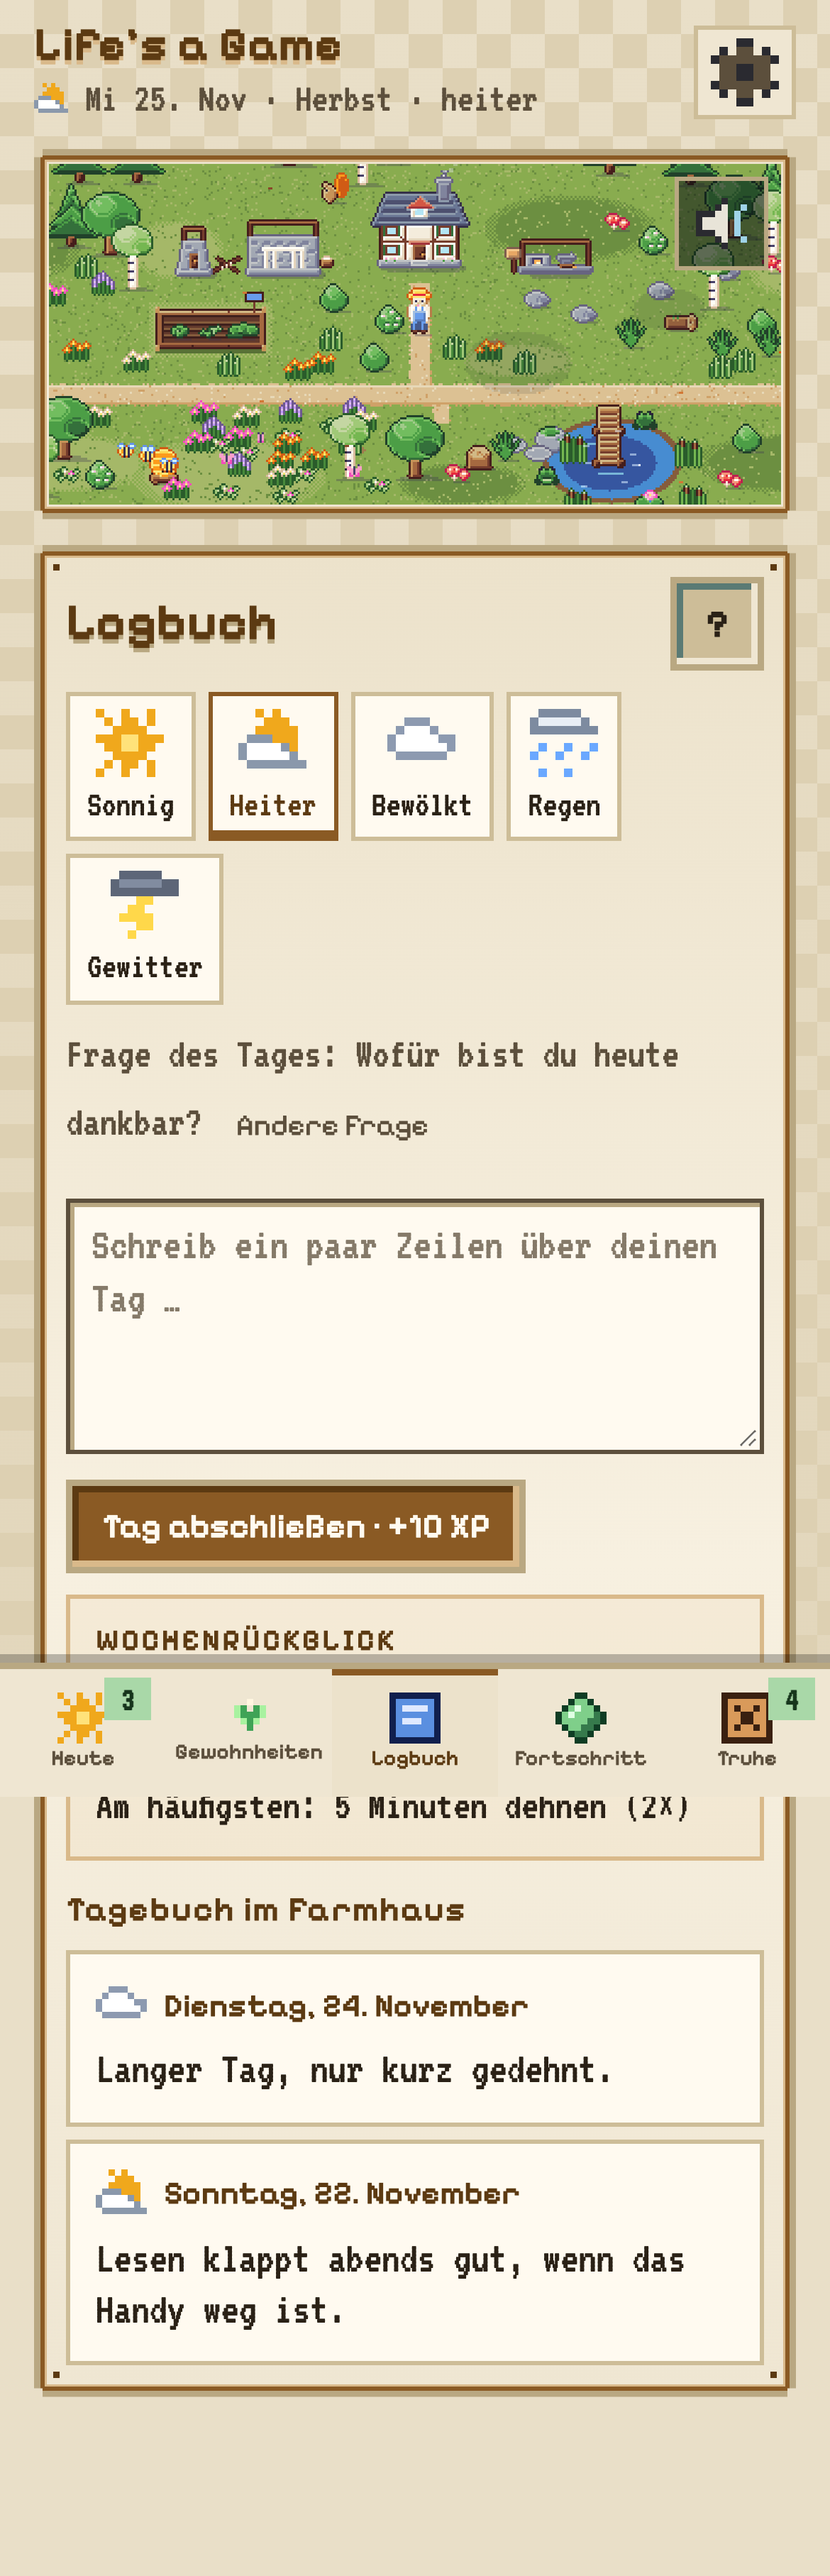 Life's a Game
Mi 25. Nov · Herbst · heiter
Logbuch
?
Sonnig
Heiter
Bewölkt
Regen
Gewitter
Frage des Tages: Wofür bist du heute
dankbar? Andere Frage
Schreib ein paar Zeilen über deinen
Tag …
Tag abschließen · +10 XP
WOCHENRÜCKBLICK
3
4
Heute
Gewohnheiten
Logbuch
Fortschritt
Truhe
Am häufigsten: 5 Minuten dehnen (2X)
Tagebuch im Farmhaus
Dienstag, 24. November
Langer Tag, nur kurz gedehnt.
Sonntag, 22. November
Lesen klappt abends gut, wenn das
Handy weg ist.